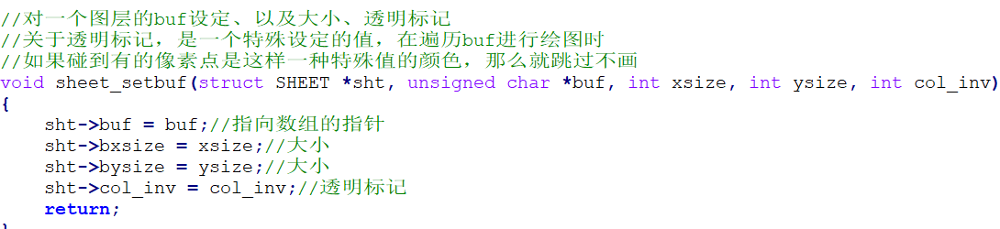 //对一个图层的buf设定、以及大小、透明标记
//关于透明标记，是一个特殊设定的值，在遍历buf进行绘图时
//如果碰到有的像素点是这样一种特殊值的颜色，那么就跳过不画
void sheet_setbuf(struct SHEET *sht, unsigned char *buf, int xsize, int ysize, int col_inv)
{
    sht->buf = buf;//指向数组的指针
    sht->bxsize = xsize;//大小
    sht->bysize = ysize;//大小
    sht->col_inv = col_inv;//透明标记
    return;